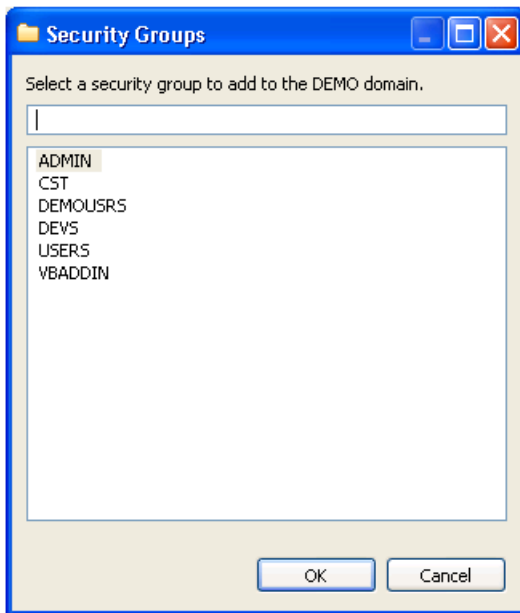 Security Groups
Select a security group to add to the DEMO domain.
ADMIN
CST
DEMOUSRS
DEVS
USERS
VBADDIN
OK Cancel